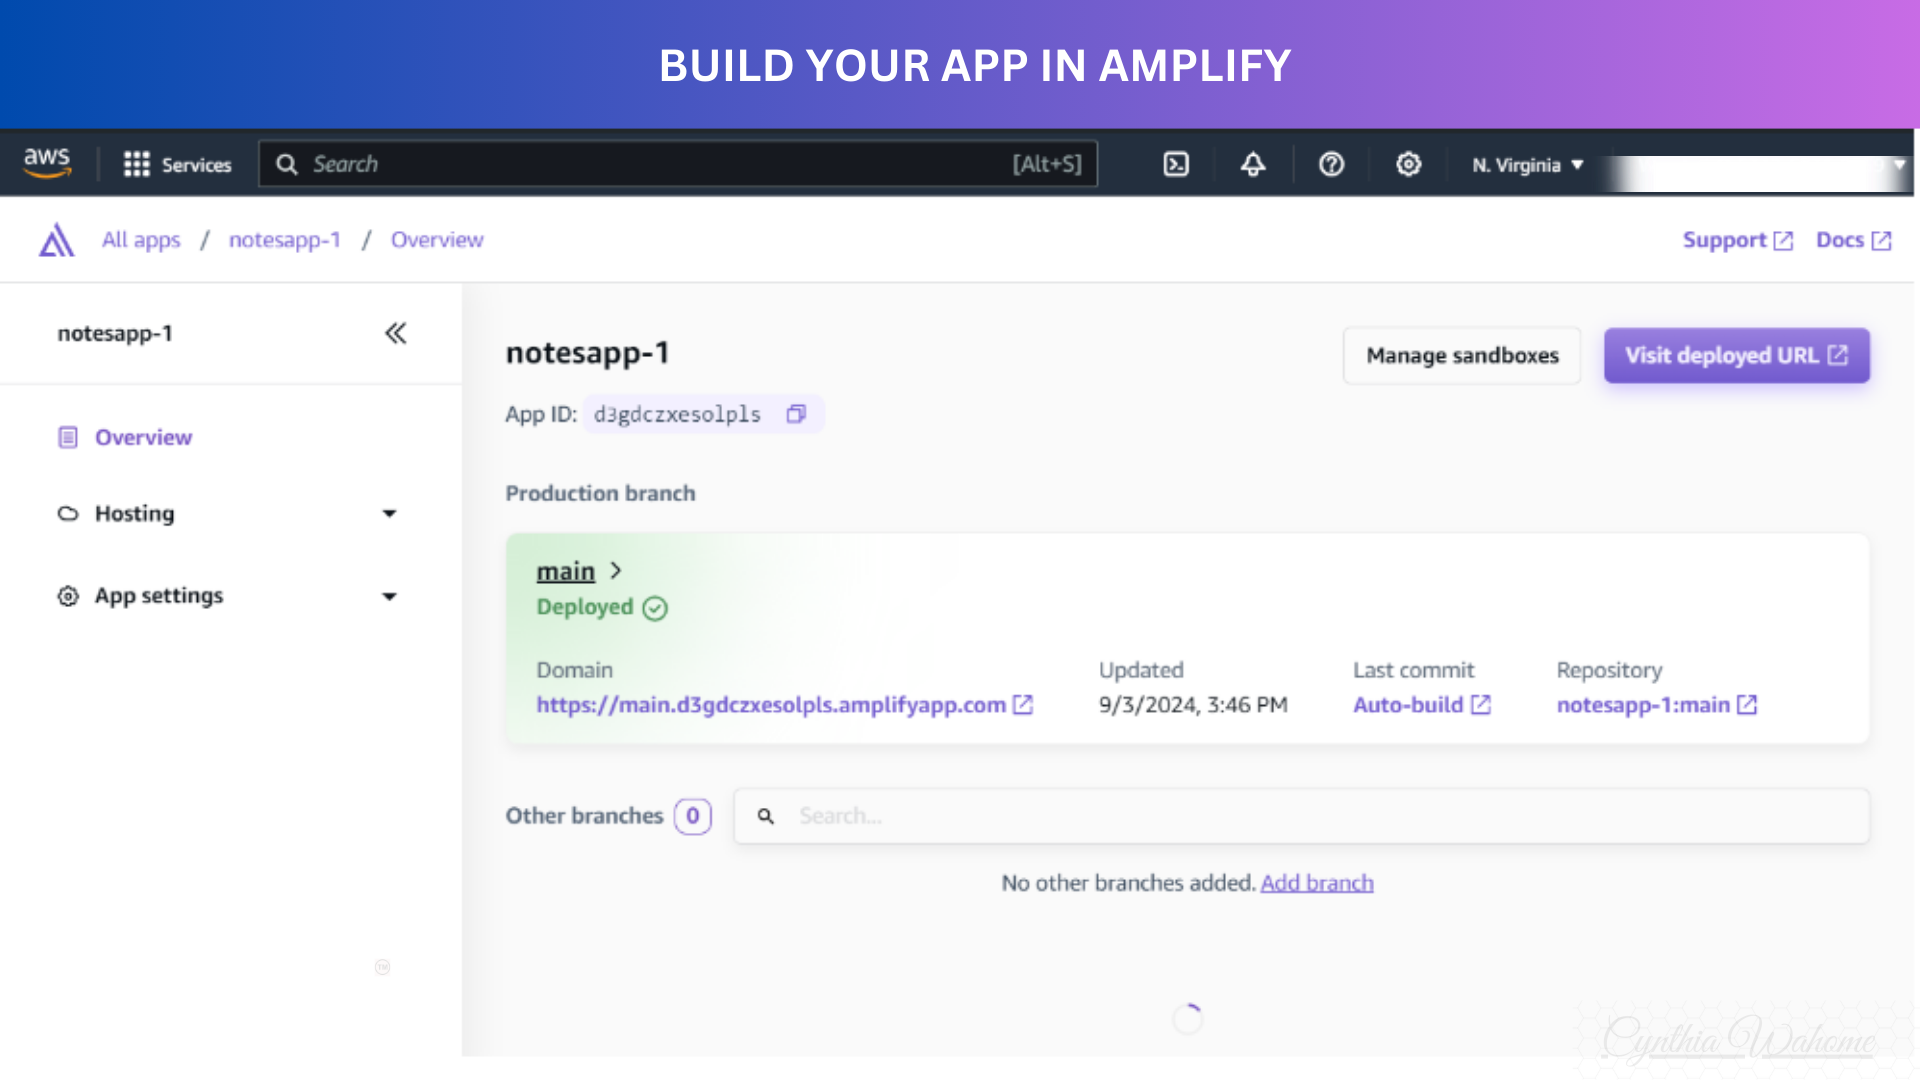 BUILD YOUR APP IN AMPLIFY
aws Services Search [Alt+S] N. Virginia
All apps / notesapp-1 / Overview Support Docs
notesapp-1
notesapp-1 Manage sandboxes Visit deployed URL
App ID: d3gdczxesolpls
Overview
Production branch
Hosting
main
App settings
Deployed
Domain Updated Last commit Repository
https://main.d3gdczxesolpls.amplifyapp.com 9/3/2024, 3:46 PM Auto-build notesapp-1:main
Other branches 0 Search...
No other branches added. Add branch
TM
Cynthia Wahome